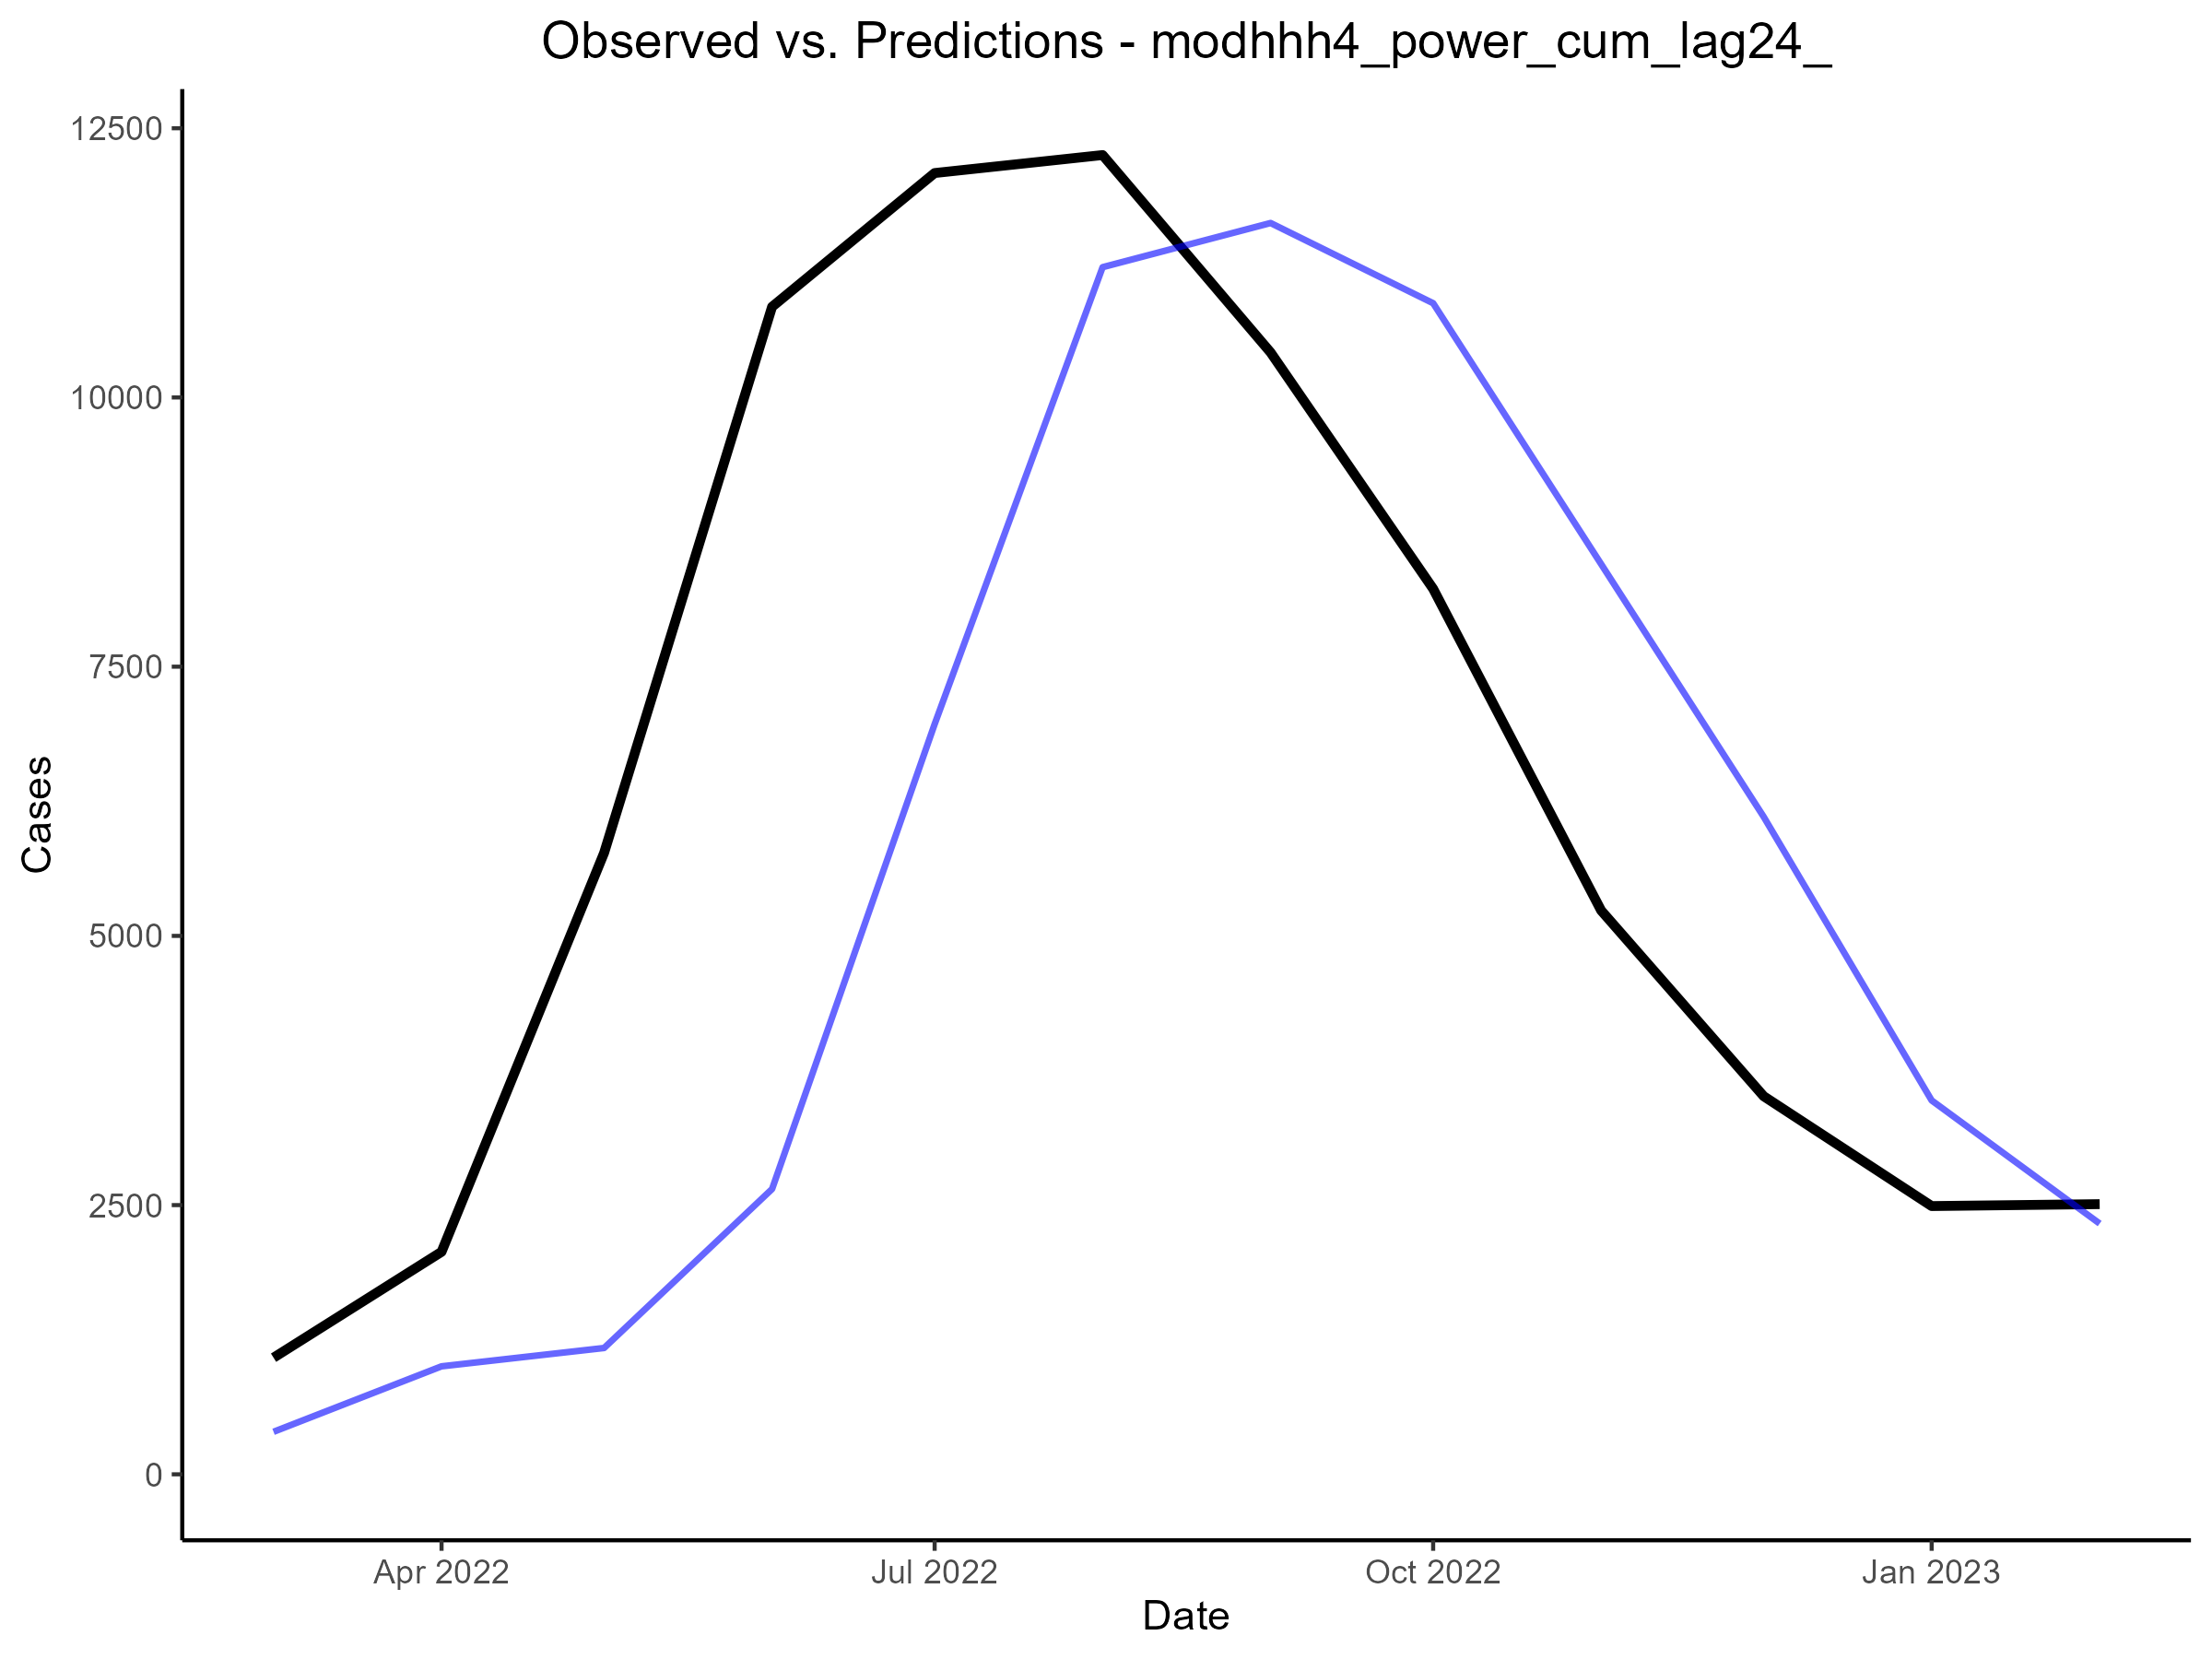 Observed vs. Predictions - modhhh4_power_cum_lag24_
12500
10000
7500
5000
2500
0
Cases
Apr 2022
Jul 2022
Oct 2022
Jan 2023
Date